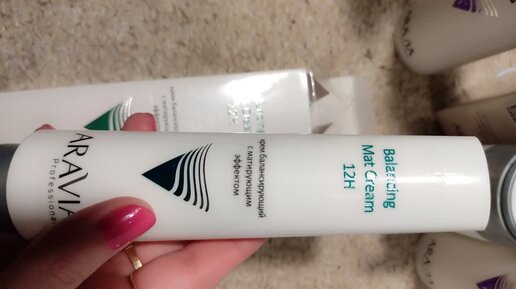 ARAVIA
Professional
крем балансирующий
с матирующим
эффектом
Balancing
Mat Cream
12H